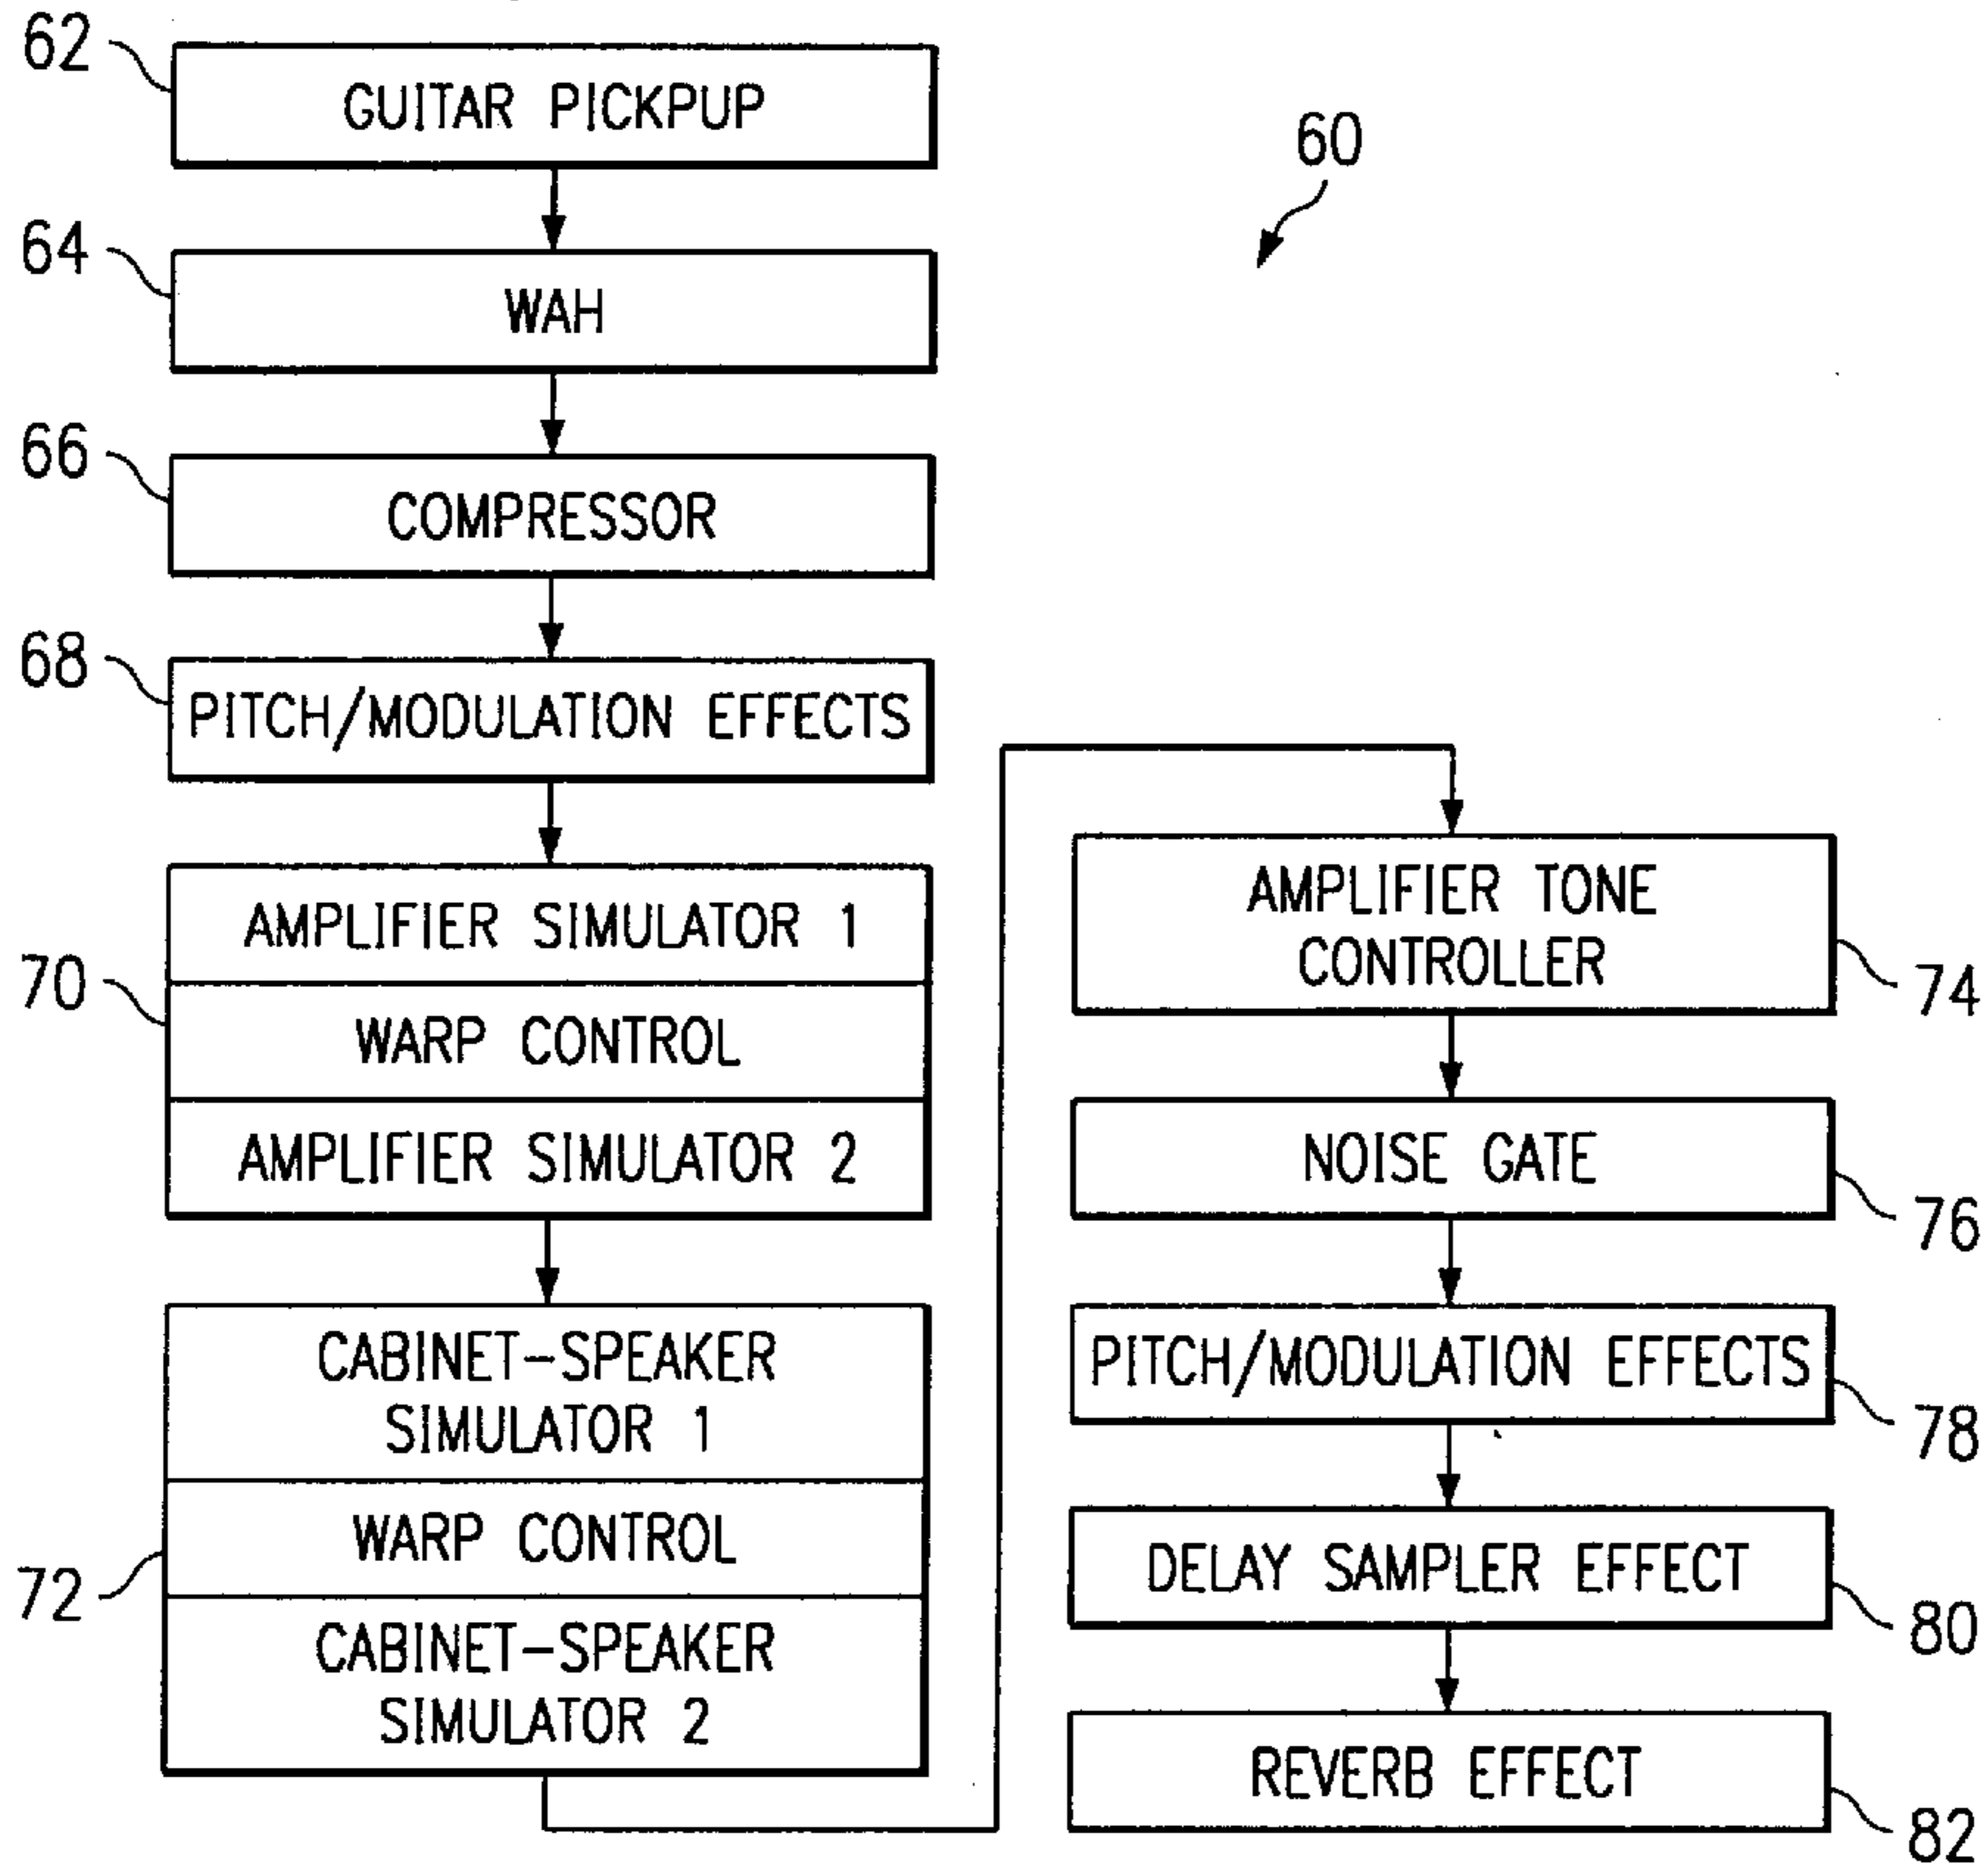 62
GUITAR PICKPUP
60
64
WAH
66
COMPRESSOR
68
PITCH/MODULATION EFFECTS
70
AMPLIFIER SIMULATOR 1
WARP CONTROL
AMPLIFIER SIMULATOR 2
72
CABINET-SPEAKER
SIMULATOR 1
WARP CONTROL
CABINET-SPEAKER
SIMULATOR 2
AMPLIFIER TONE
CONTROLLER
74
NOISE GATE
76
PITCH/MODULATION EFFECTS
78
DELAY SAMPLER EFFECT
80
REVERB EFFECT
82